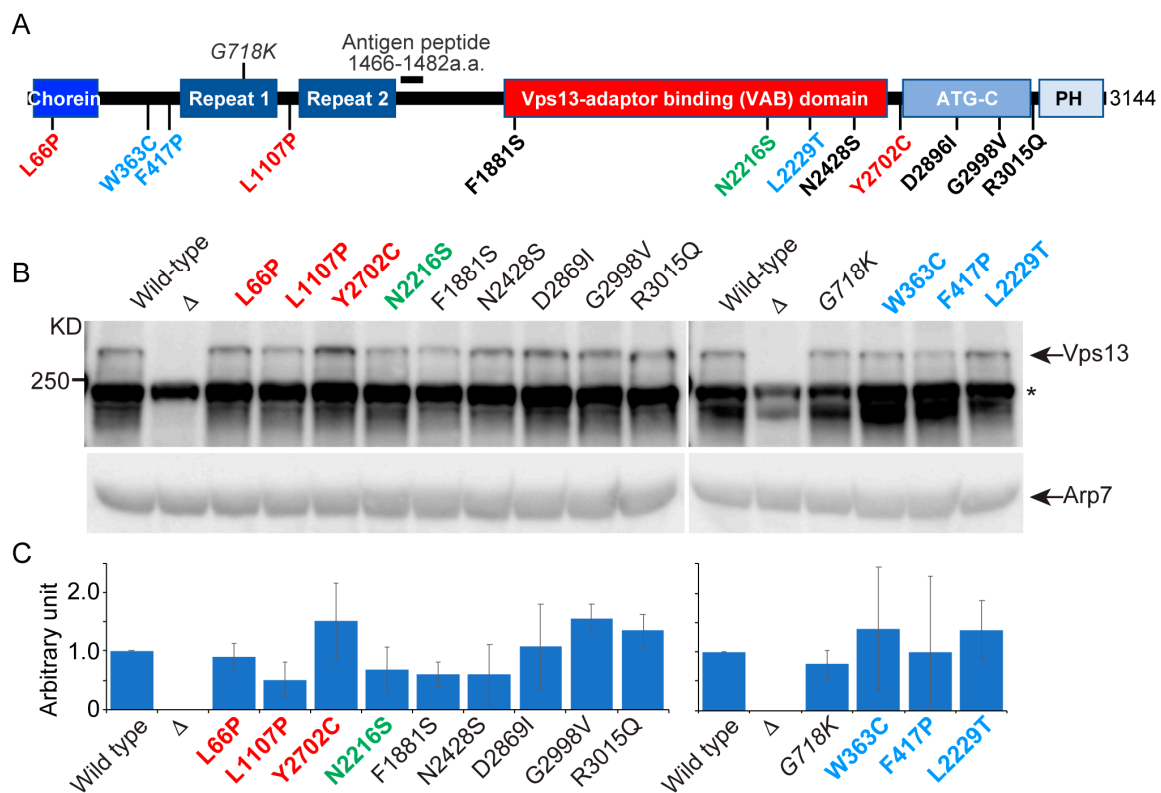 A
G718K
Antigen peptide
1466-1482a.a.
Chorein
Repeat 1
Repeat 2
Vps13-adaptor binding (VAB) domain
ATG-C
PH
3144
L66P
W363C
F417P
L1107P
F1881S
N2216S
L2229T
N2428S
Y2702C
D2896I
G2998V
R3015Q
B
Wild-type
Δ
L66P
L1107P
Y2702C
N2216S
F1881S
N2428S
D2869I
G2998V
R3015Q
Wild-type
Δ
G718K
W363C
F417P
L2229T
KD
250
Vps13
*
Arp7
C
Arbitrary unit
2.0
1.0
0
Wild type
Δ
L66P
L1107P
Y2702C
N2216S
F1881S
N2428S
D2869I
G2998V
R3015Q
Wild type
Δ
G718K
W363C
F417P
L2229T